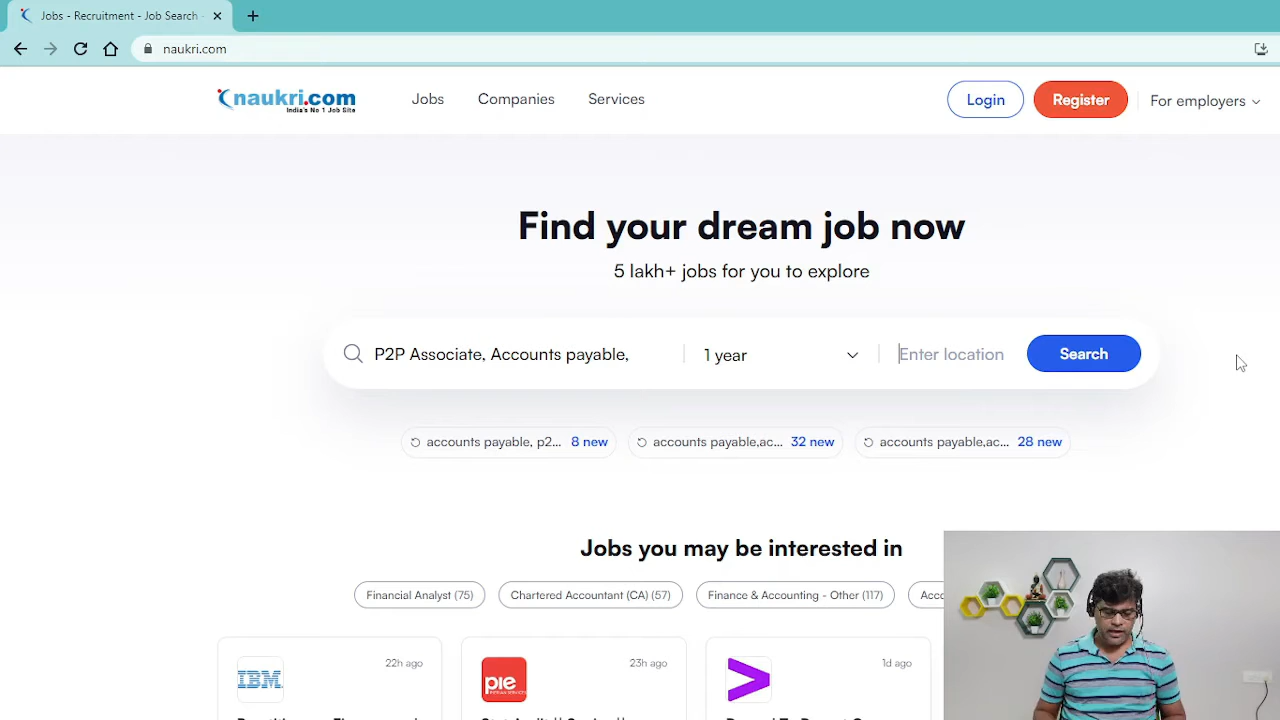 Jobs - Recruitment - Job Search -
naukri.com
naukri.com
India's No 1 Job Site
Jobs
Companies
Services
Login
Register
For employers
Find your dream job now
5 lakh+ jobs for you to explore
P2P Associate, Accounts payable,
1 year
Enter location
Search
accounts payable, p2... 8 new
accounts payable,ac... 32 new
accounts payable,ac... 28 new
Jobs you may be interested in
Financial Analyst (75)
Chartered Accountant (CA) (57)
Finance & Accounting - Other (117)
IBM
22h ago
pie
23h ago
1d ago